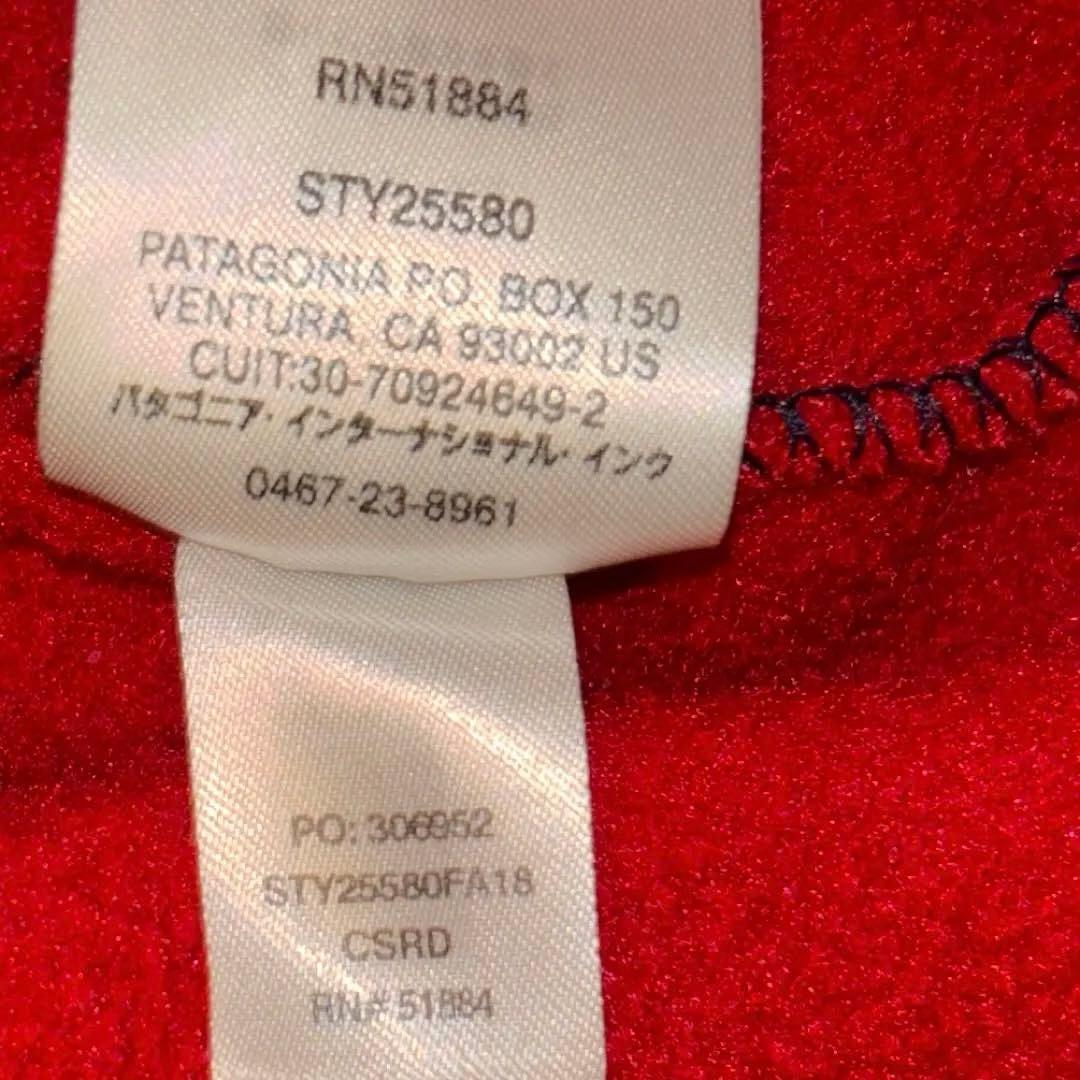 RN51884
STY25580
PATAGONIA PO BOX 150
VENTURA CA 93002 US
CUIT:30-70924649-2
パタゴニア・インターナショナル・インク
0467-23-8961
PO: 306952
STY25580FA18
CSRD
RN# 51884